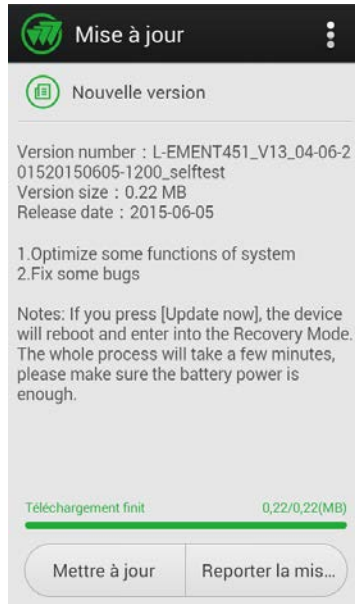 Mise à jour
Nouvelle version
Version number : L-EMENT451_V13_04-06-2
01520150605-1200_selftest
Version size : 0.22 MB
Release date : 2015-06-05
1.Optimize some functions of system
2.Fix some bugs
Notes: If you press [Update now], the device
will reboot and enter into the Recovery Mode.
The whole process will take a few minutes,
please make sure the battery power is
enough.
Téléchargement finit 0,22/0,22(MB)
Mettre à jour Reporter la mis...